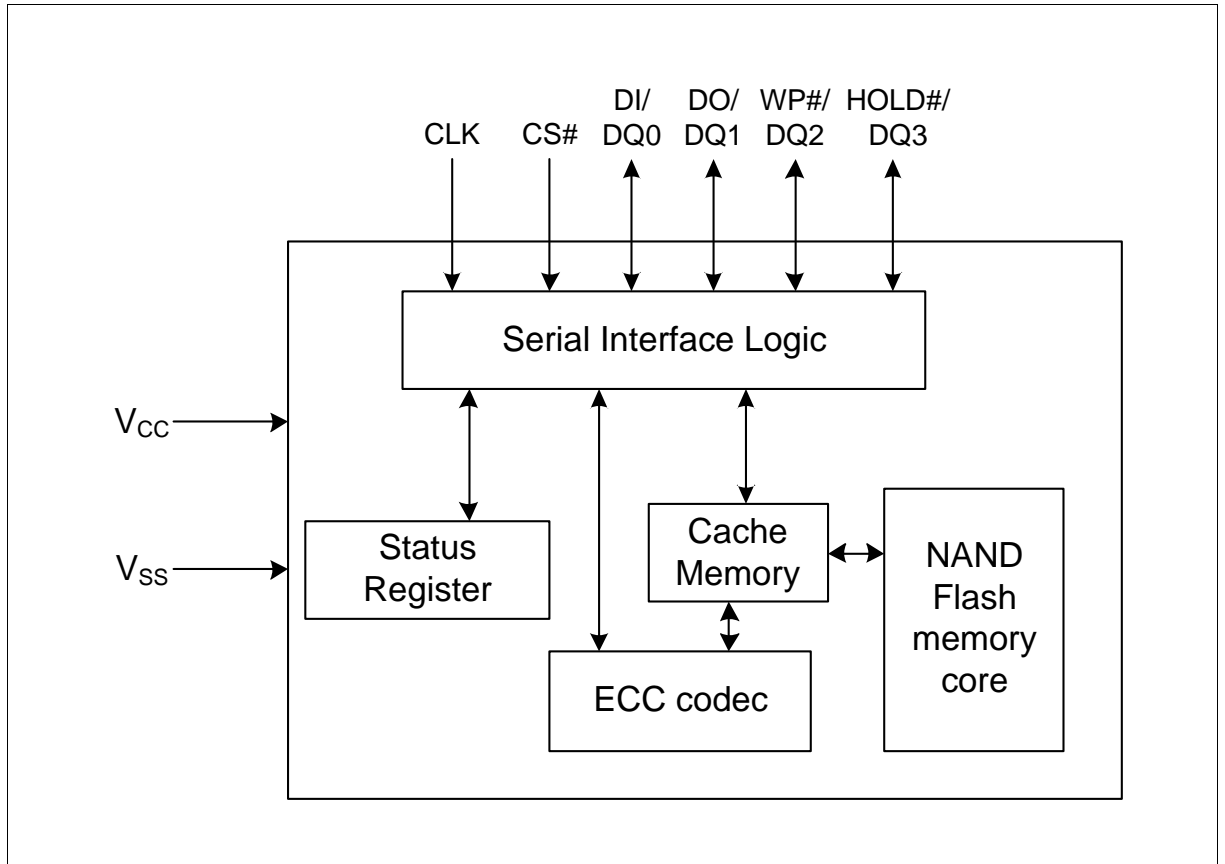 CLK
CS#
DI/
DQ0
DO/
DQ1
WP#/
DQ2
HOLD#/
DQ3
Serial Interface Logic
VCC
VSS
Status
Register
Cache
Memory
NAND
Flash
memory
core
ECC codec